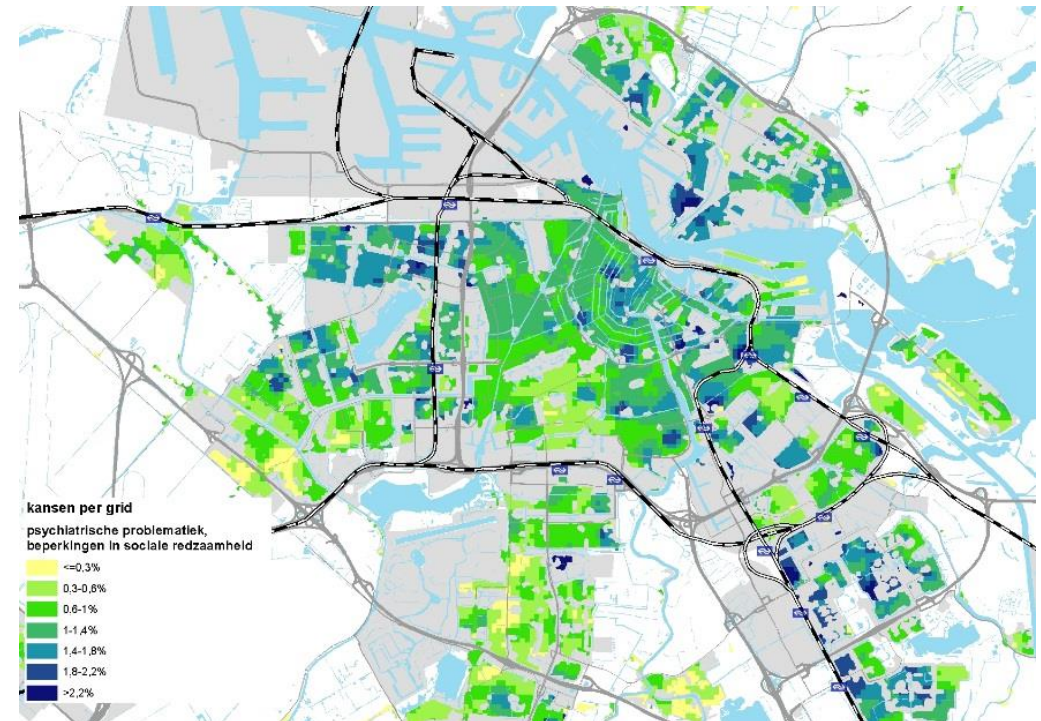 kansen per grid
psychiatrische problematiek,
beperkingen in sociale redzaamheid
<=0,3%
0,3-0,6%
0.6-1%
1-1,4%
1,4-1,8%
1,8-2,2%
>2,2%